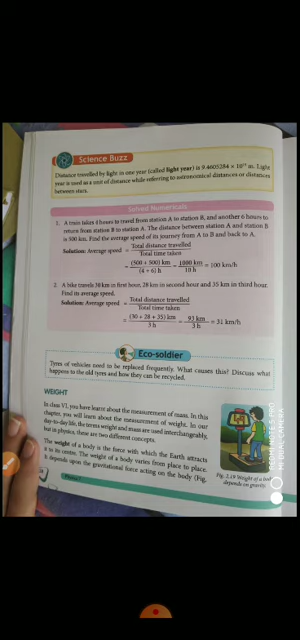 Science Buzz
Distance travelled by light in one year (called light year) is 9.4605284 × 10¹⁵ m. Light
year is used as a unit of distance while referring to astronomical distances or distances
between stars.
Solved Numericals
1. A train takes 4 hours to travel from station A to station B, and another 6 hours to
return from station B to station A. The distance between station A and station B
is 500 km. Find the average speed of its journey from A to B and back to A.
Solution: Average speed = Total distance travelled / Total time taken
= (500 + 500) km / (4 + 6) h = 1000 km / 10 h = 100 km/h
2. A bike travels 30 km in first hour, 28 km in second hour and 35 km in third hour.
Find its average speed.
Solution: Average speed = Total distance travelled / Total time taken
= (30 + 28 + 35) km / 3 h = 93 km / 3 h = 31 km/h
Eco-soldier
Tyres of vehicles need to be replaced frequently. What causes this? Discuss what
happens to the old tyres and how they can be recycled.
WEIGHT
In class VI, you have learnt about the measurement of mass. In this
chapter, you will learn about the measurement of weight. In our
day-to-day life, the terms weight and mass are used interchangeably,
but in physics, these are two different concepts.
The weight of a body is the force with which the Earth attracts
it to its centre. The weight of a body varies from place to place.
It depends upon the gravitational force acting on the body (Fig.
Fig. 2.19 Weight of a body
depends on gravity.
REDMI NOTE 5 PRO
MI DUAL CAMERA